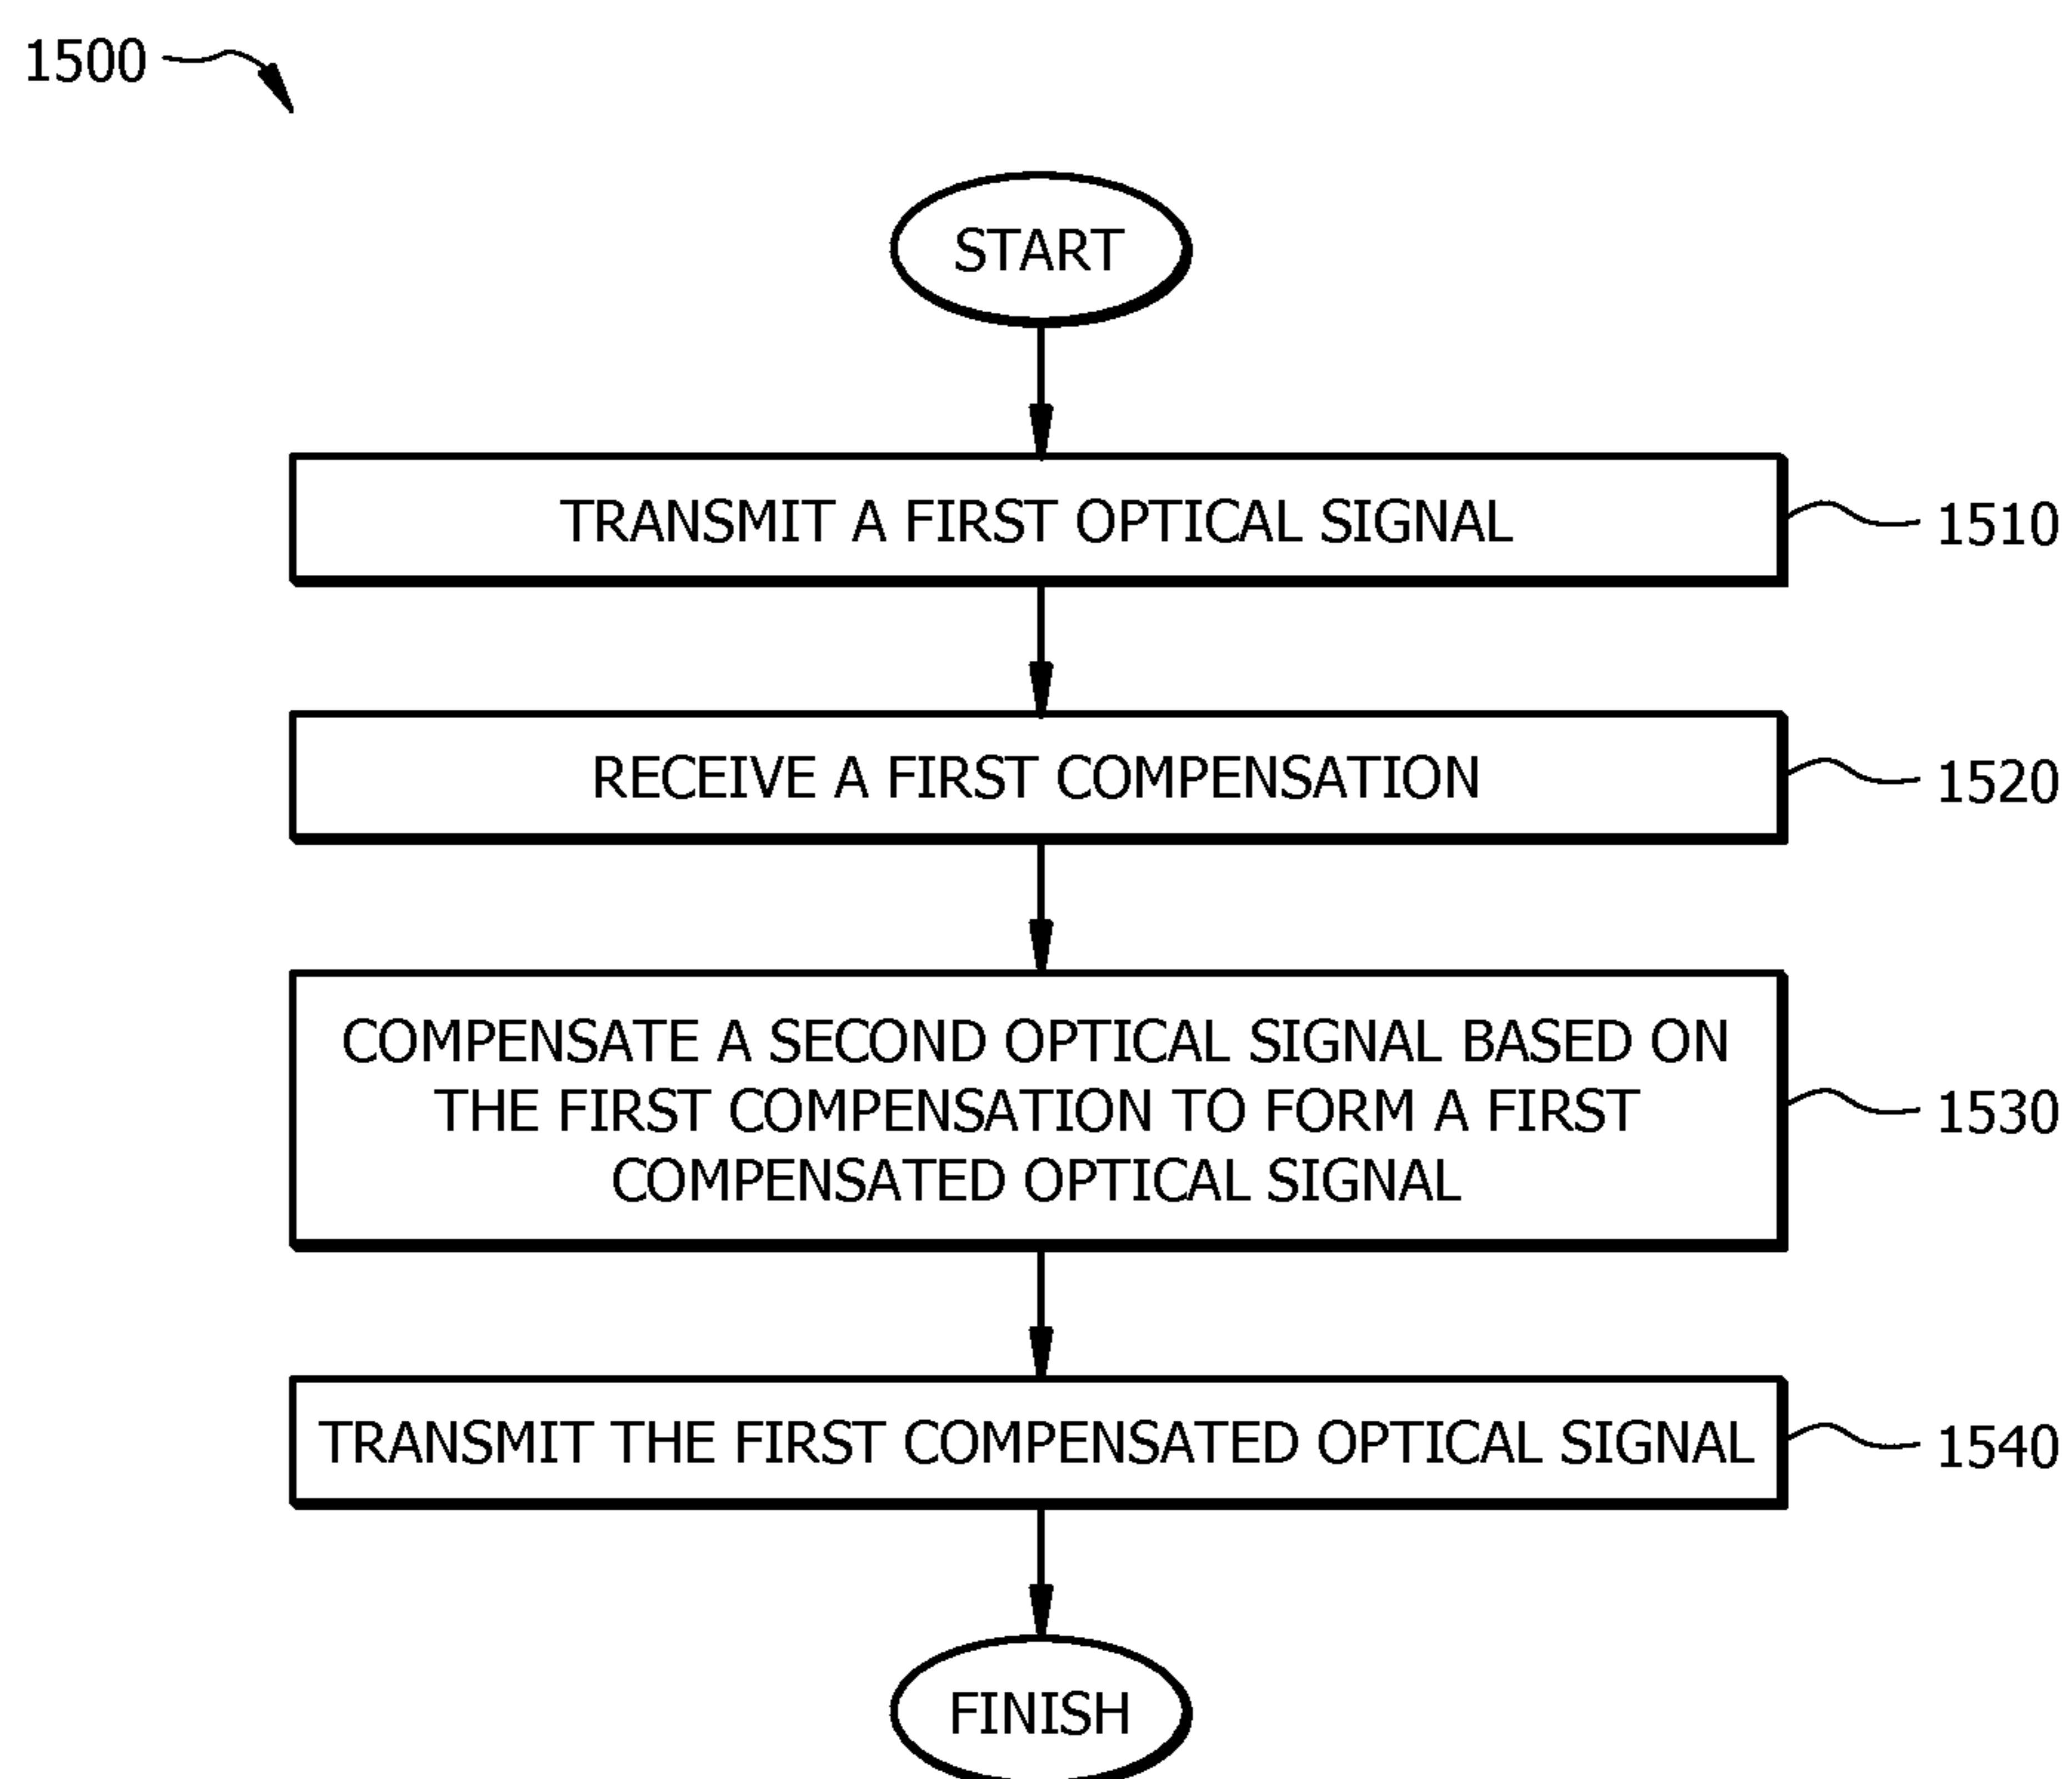 1500
START
TRANSMIT A FIRST OPTICAL SIGNAL
1510
RECEIVE A FIRST COMPENSATION
1520
COMPENSATE A SECOND OPTICAL SIGNAL BASED ON
THE FIRST COMPENSATION TO FORM A FIRST
COMPENSATED OPTICAL SIGNAL
1530
TRANSMIT THE FIRST COMPENSATED OPTICAL SIGNAL
1540
FINISH